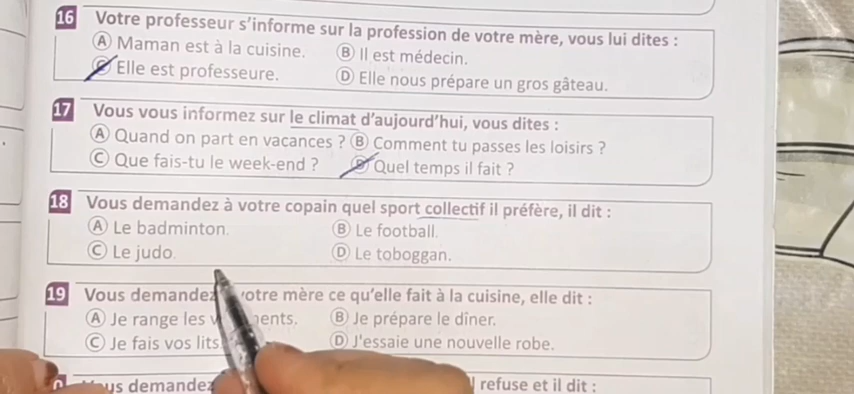 16 Votre professeur s'informe sur la profession de votre mère, vous lui dites :
A Maman est à la cuisine. B Il est médecin.
C Elle est professeure. D Elle nous prépare un gros gâteau.
17 Vous vous informez sur le climat d'aujourd'hui, vous dites :
A Quand on part en vacances ? B Comment tu passes les loisirs ?
C Que fais-tu le week-end ? D Quel temps il fait ?
18 Vous demandez à votre copain quel sport collectif il préfère, il dit :
A Le badminton. B Le football.
C Le judo. D Le toboggan.
19 Vous demandez votre mère ce qu'elle fait à la cuisine, elle dit :
A Je range les B Je prépare le dîner.
C Je fais vos lits. D J'essaie une nouvelle robe.
demandez refuse et il dit :